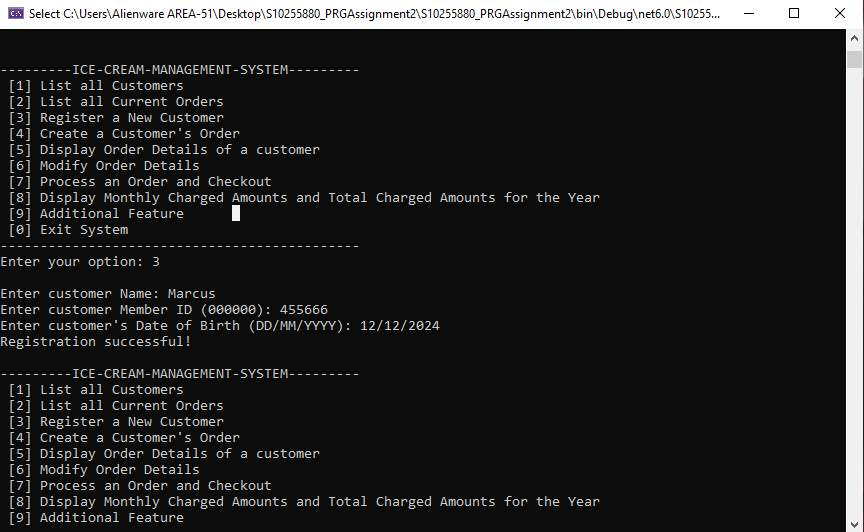 Select C:\Users\Alienware AREA-51\Desktop\S10255880_PRGAssignment2\S10255880_PRGAssignment2\bin\Debug\net6.0\S10255...
---------ICE-CREAM-MANAGEMENT-SYSTEM---------
[1] List all Customers
[2] List all Current Orders
[3] Register a New Customer
[4] Create a Customer's Order
[5] Display Order Details of a customer
[6] Modify Order Details
[7] Process an Order and Checkout
[8] Display Monthly Charged Amounts and Total Charged Amounts for the Year
[9] Additional Feature
[0] Exit System
---------------------------------------------
Enter your option: 3
Enter customer Name: Marcus
Enter customer Member ID (000000): 455666
Enter customer's Date of Birth (DD/MM/YYYY): 12/12/2024
Registration successful!
---------ICE-CREAM-MANAGEMENT-SYSTEM---------
[1] List all Customers
[2] List all Current Orders
[3] Register a New Customer
[4] Create a Customer's Order
[5] Display Order Details of a customer
[6] Modify Order Details
[7] Process an Order and Checkout
[8] Display Monthly Charged Amounts and Total Charged Amounts for the Year
[9] Additional Feature